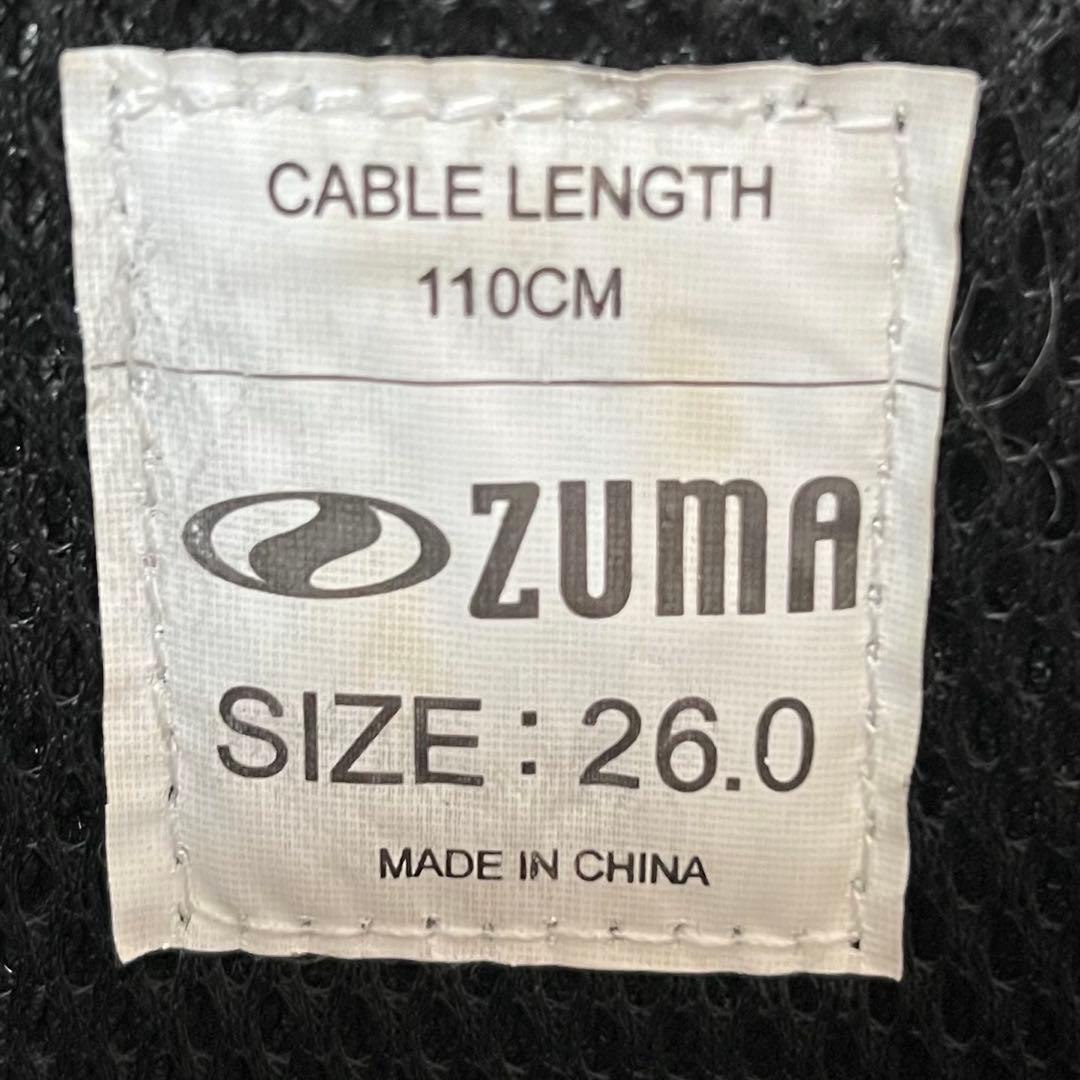 CABLE LENGTH
110CM
ZUMA
SIZE : 26.0
MADE IN CHINA